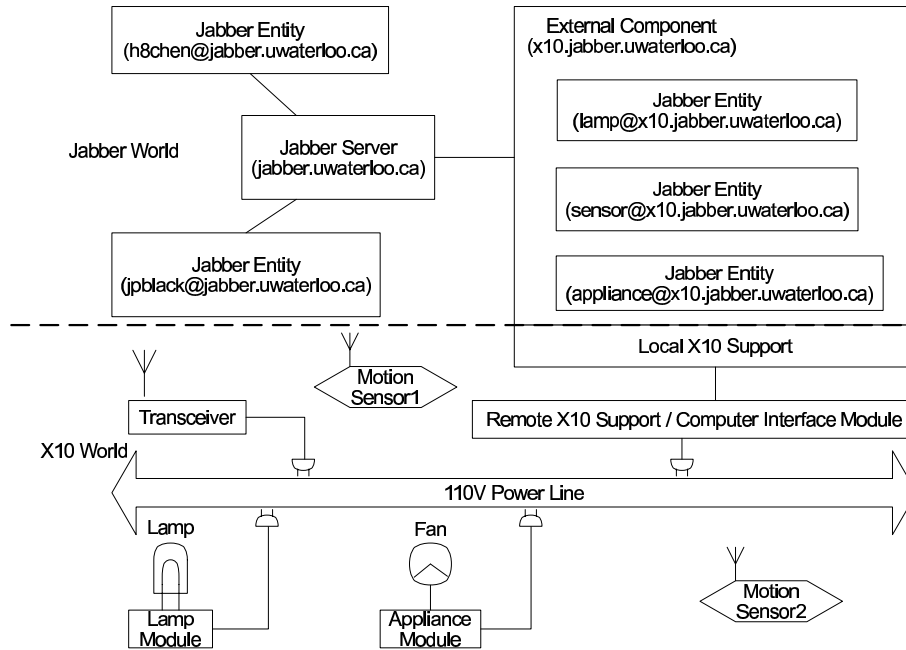 Jabber Entity
(h8chen@jabber.uwaterloo.ca)
External Component
(x10.jabber.uwaterloo.ca)
Jabber Entity
(lamp@x10.jabber.uwaterloo.ca)
Jabber World
Jabber Server
(jabber.uwaterloo.ca)
Jabber Entity
(sensor@x10.jabber.uwaterloo.ca)
Jabber Entity
(jpblack@jabber.uwaterloo.ca)
Jabber Entity
(appliance@x10.jabber.uwaterloo.ca)
Local X10 Support
Motion
Sensor1
Transceiver
Remote X10 Support / Computer Interface Module
X10 World
110V Power Line
Lamp
Fan
Lamp
Module
Appliance
Module
Motion
Sensor2